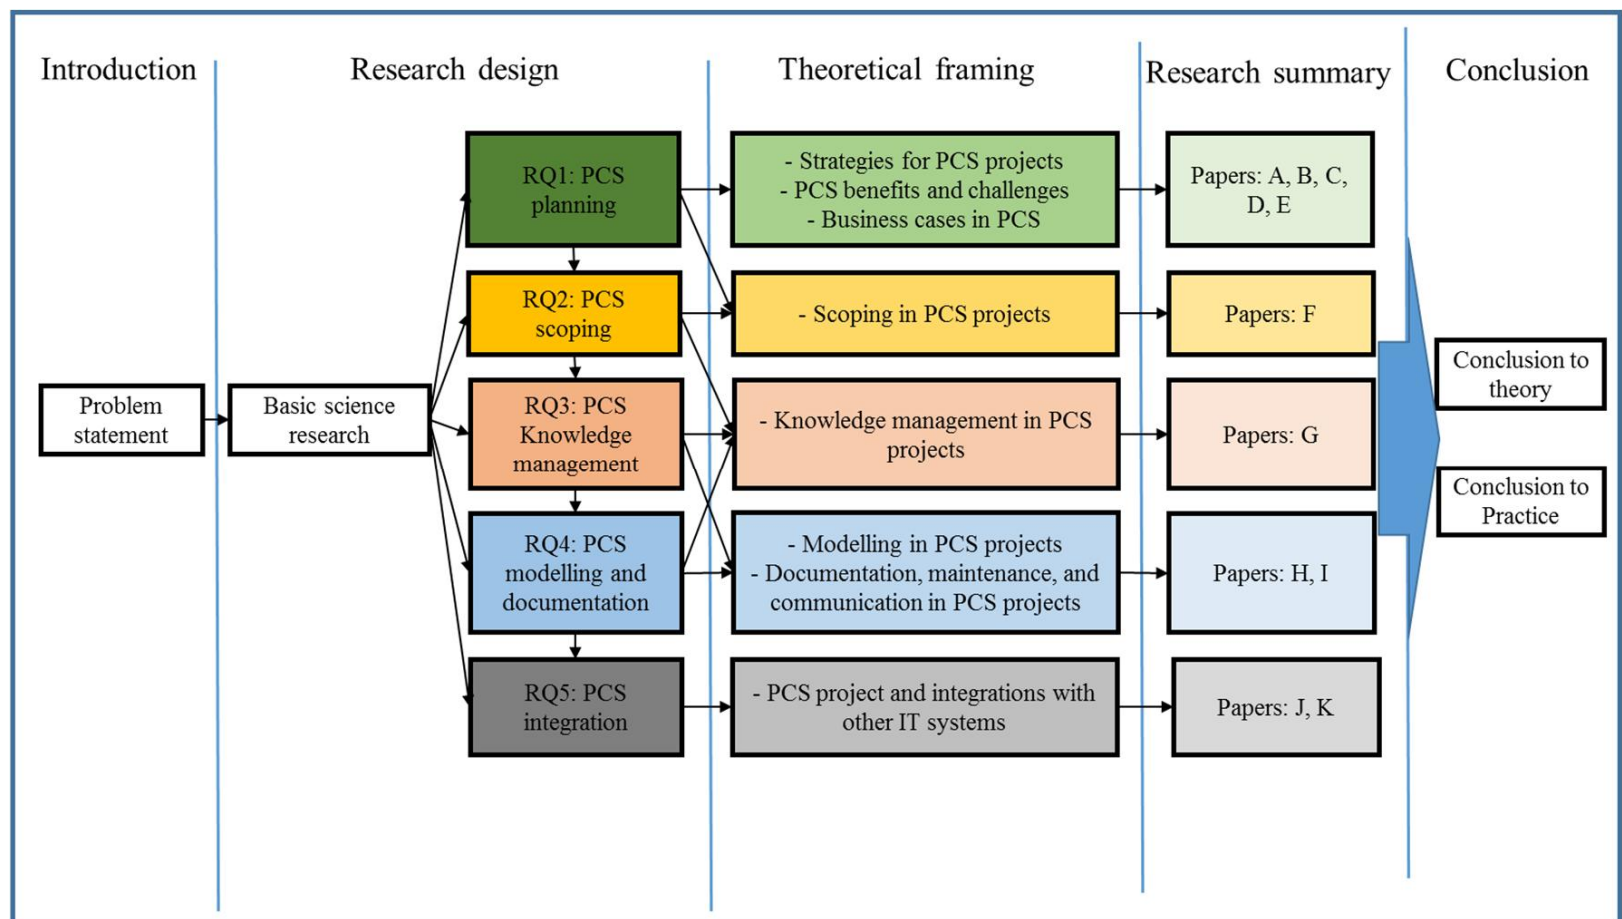 Introduction
Research design
Theoretical framing
Research summary
Conclusion
Problem
statement
Basic science
research
RQ1: PCS
planning
RQ2: PCS
scoping
RQ3: PCS
Knowledge
management
RQ4: PCS
modelling and
documentation
RQ5: PCS
integration
- Strategies for PCS projects
- PCS benefits and challenges
- Business cases in PCS
- Scoping in PCS projects
- Knowledge management in PCS
projects
- Modelling in PCS projects
- Documentation, maintenance, and
communication in PCS projects
- PCS project and integrations with
other IT systems
Papers: A, B, C,
D, E
Papers: F
Papers: G
Papers: H, I
Papers: J, K
Conclusion to
theory
Conclusion to
Practice